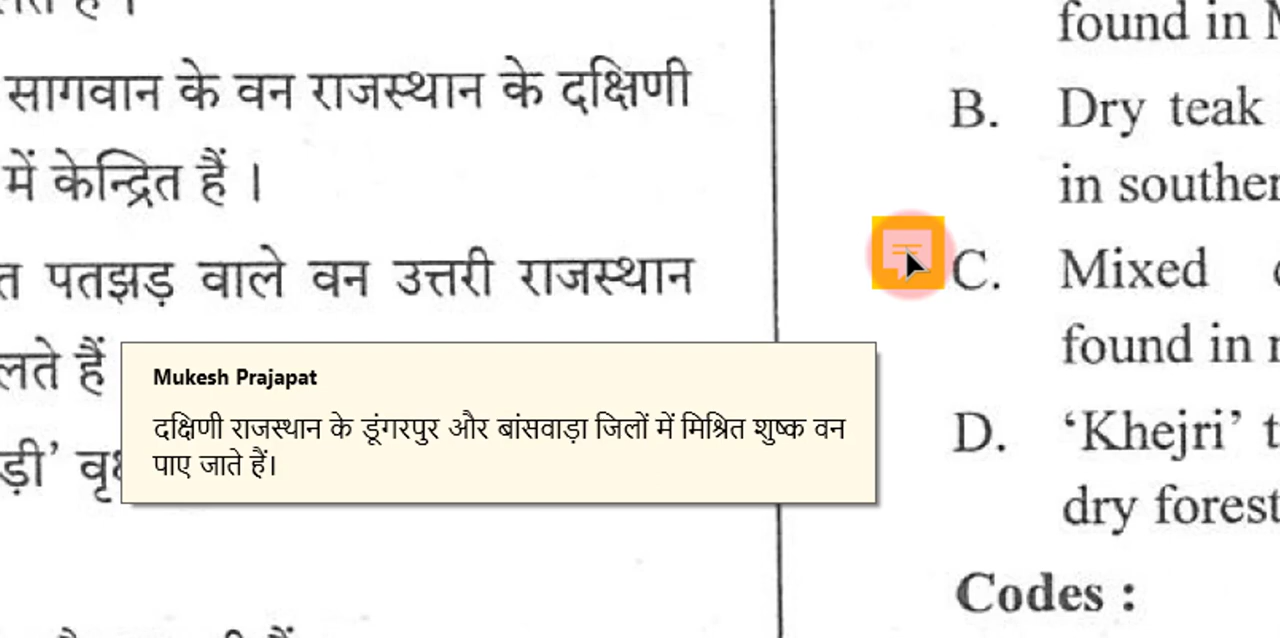 सागवान के वन राजस्थान के दक्षिणी
में केन्द्रित हैं ।
पतझड़ वाले वन उत्तरी राजस्थान
हैं
Mukesh Prajapat
दक्षिणी राजस्थान के डूंगरपुर और बांसवाड़ा जिलों में मिश्रित शुष्क वन
पाए जाते हैं।
found in
B. Dry teak
in souther
C. Mixed
found in
D. ‘Khejri’
dry forest
Codes :